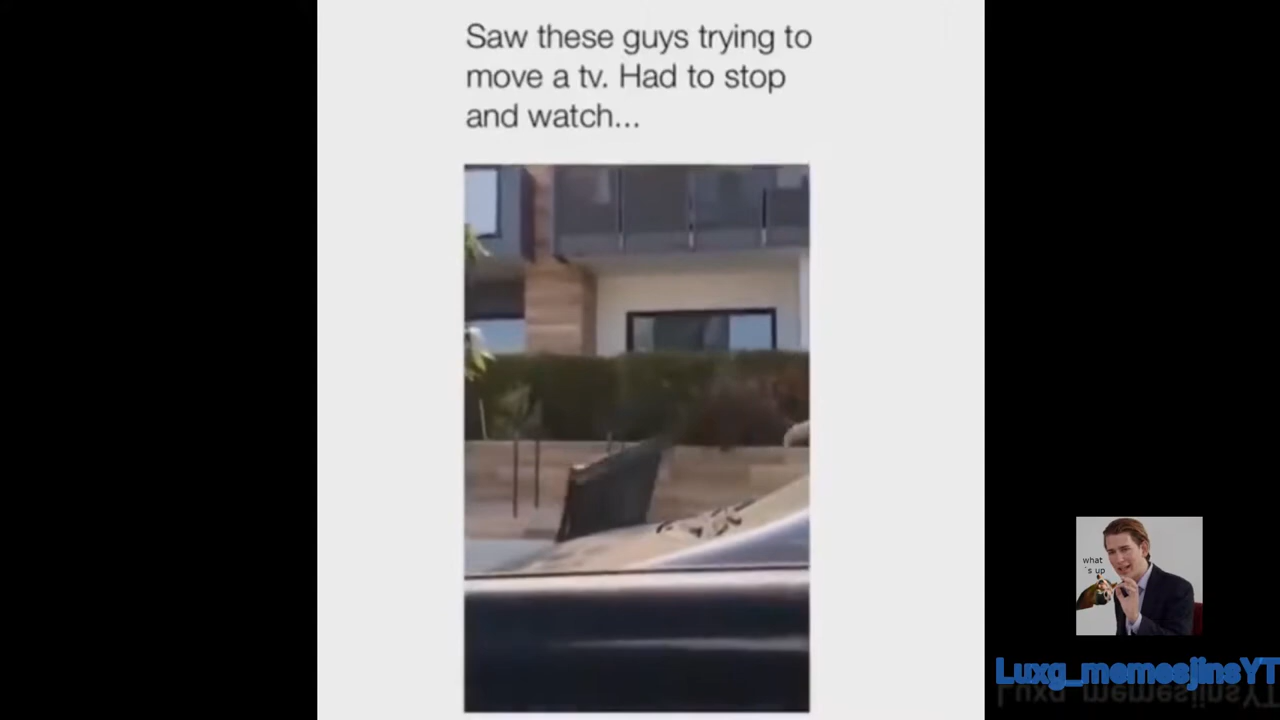 Saw these guys trying to
move a tv. Had to stop
and watch...
what
`s up
Luxg_memesjinsYT